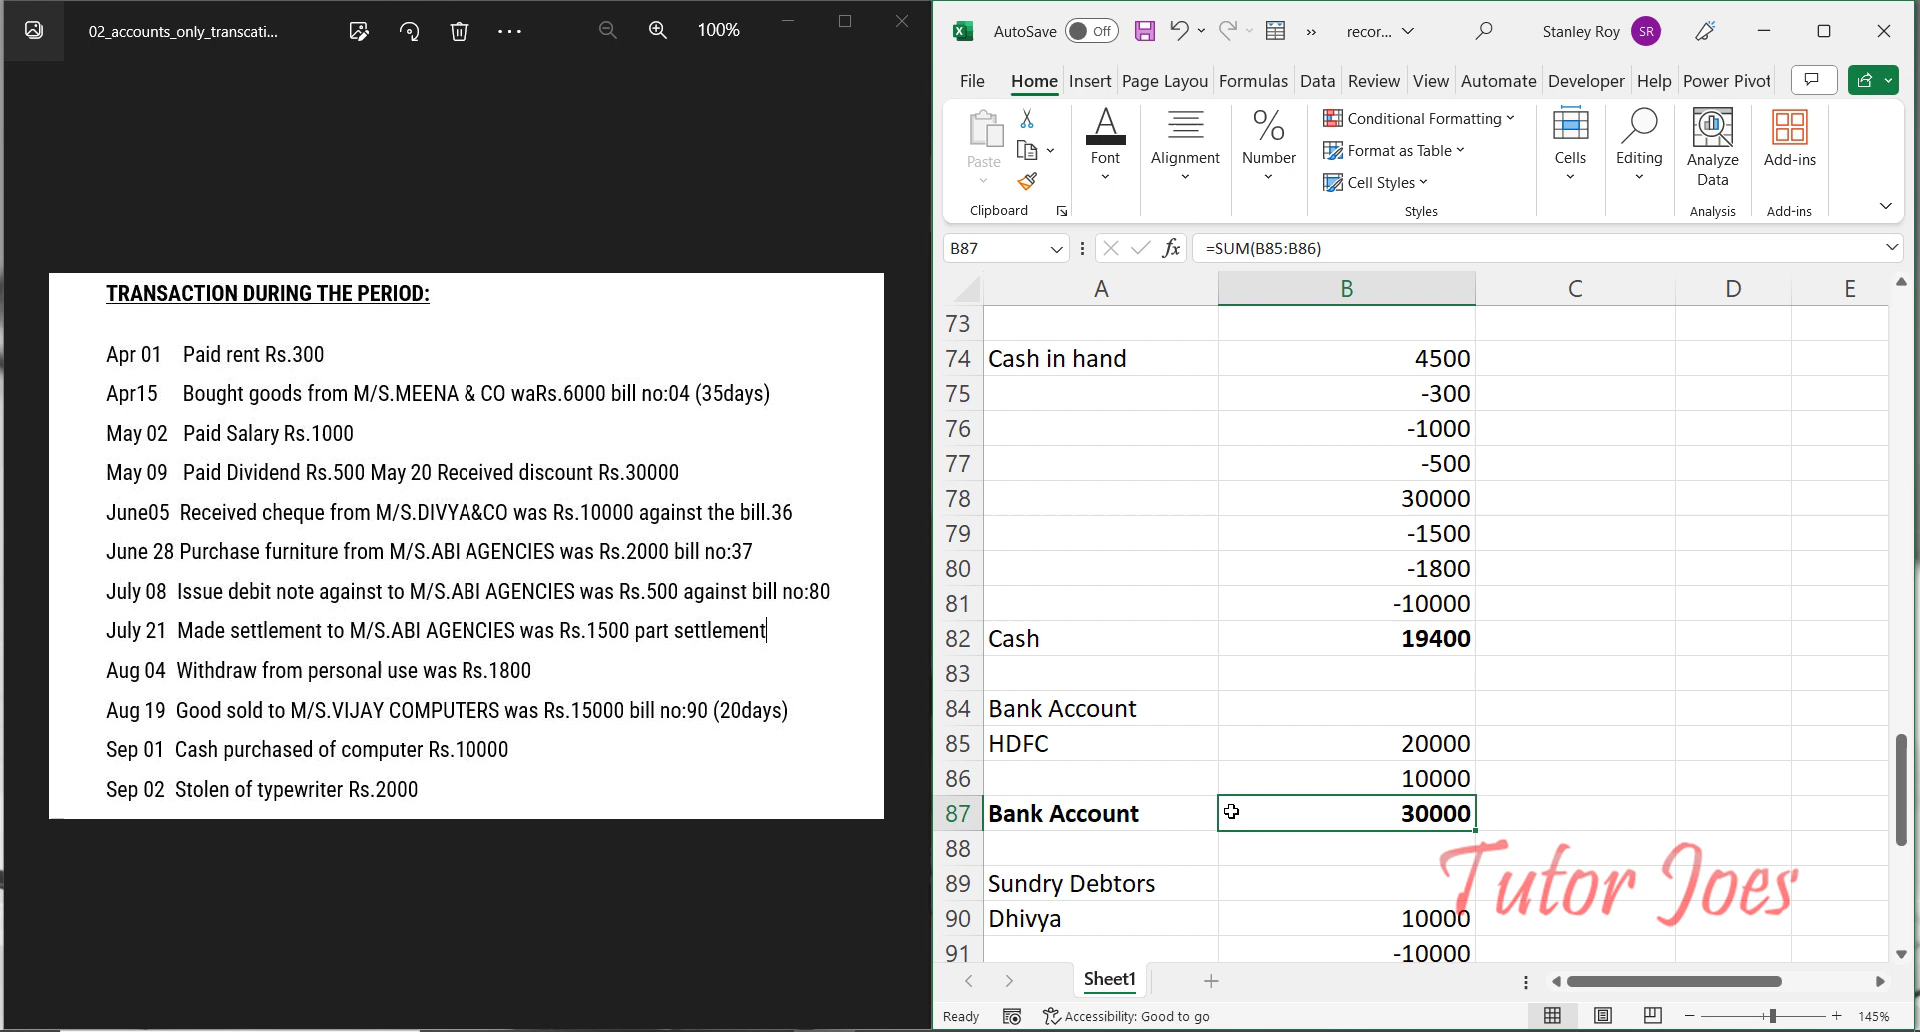 02_accounts_only_transcati...
100%
TRANSACTION DURING THE PERIOD:
Apr 01 Paid rent Rs.300
Apr15 Bought goods from M/S.MEENA & CO waRs.6000 bill no:04 (35days)
May 02 Paid Salary Rs.1000
May 09 Paid Dividend Rs.500 May 20 Received discount Rs.30000
June05 Received cheque from M/S.DIVYA&CO was Rs.10000 against the bill.36
June 28 Purchase furniture from M/S.ABI AGENCIES was Rs.2000 bill no:37
July 08 Issue debit note against to M/S.ABI AGENCIES was Rs.500 against bill no:80
July 21 Made settlement to M/S.ABI AGENCIES was Rs.1500 part settlement
Aug 04 Withdraw from personal use was Rs.1800
Aug 19 Good sold to M/S.VIJAY COMPUTERS was Rs.15000 bill no:90 (20days)
Sep 01 Cash purchased of computer Rs.10000
Sep 02 Stolen of typewriter Rs.2000
AutoSave Off recor... Stanley Roy SR
File Home Insert Page Layou Formulas Data Review View Automate Developer Help Power Pivot
Paste Font Alignment Number Conditional Formatting Format as Table Cell Styles Cells Editing Analyze Data Add-ins
Clipboard Styles Analysis Add-ins
B87 fx =SUM(B85:B86)
A B C D E
73
74 Cash in hand 4500
75 -300
76 -1000
77 -500
78 30000
79 -1500
80 -1800
81 -10000
82 Cash 19400
83
84 Bank Account
85 HDFC 20000
86 10000
87 Bank Account 30000
88
89 Sundry Debtors
90 Dhivya 10000
91 -10000
Tutor Joes
Sheet1
Ready Accessibility: Good to go 145%